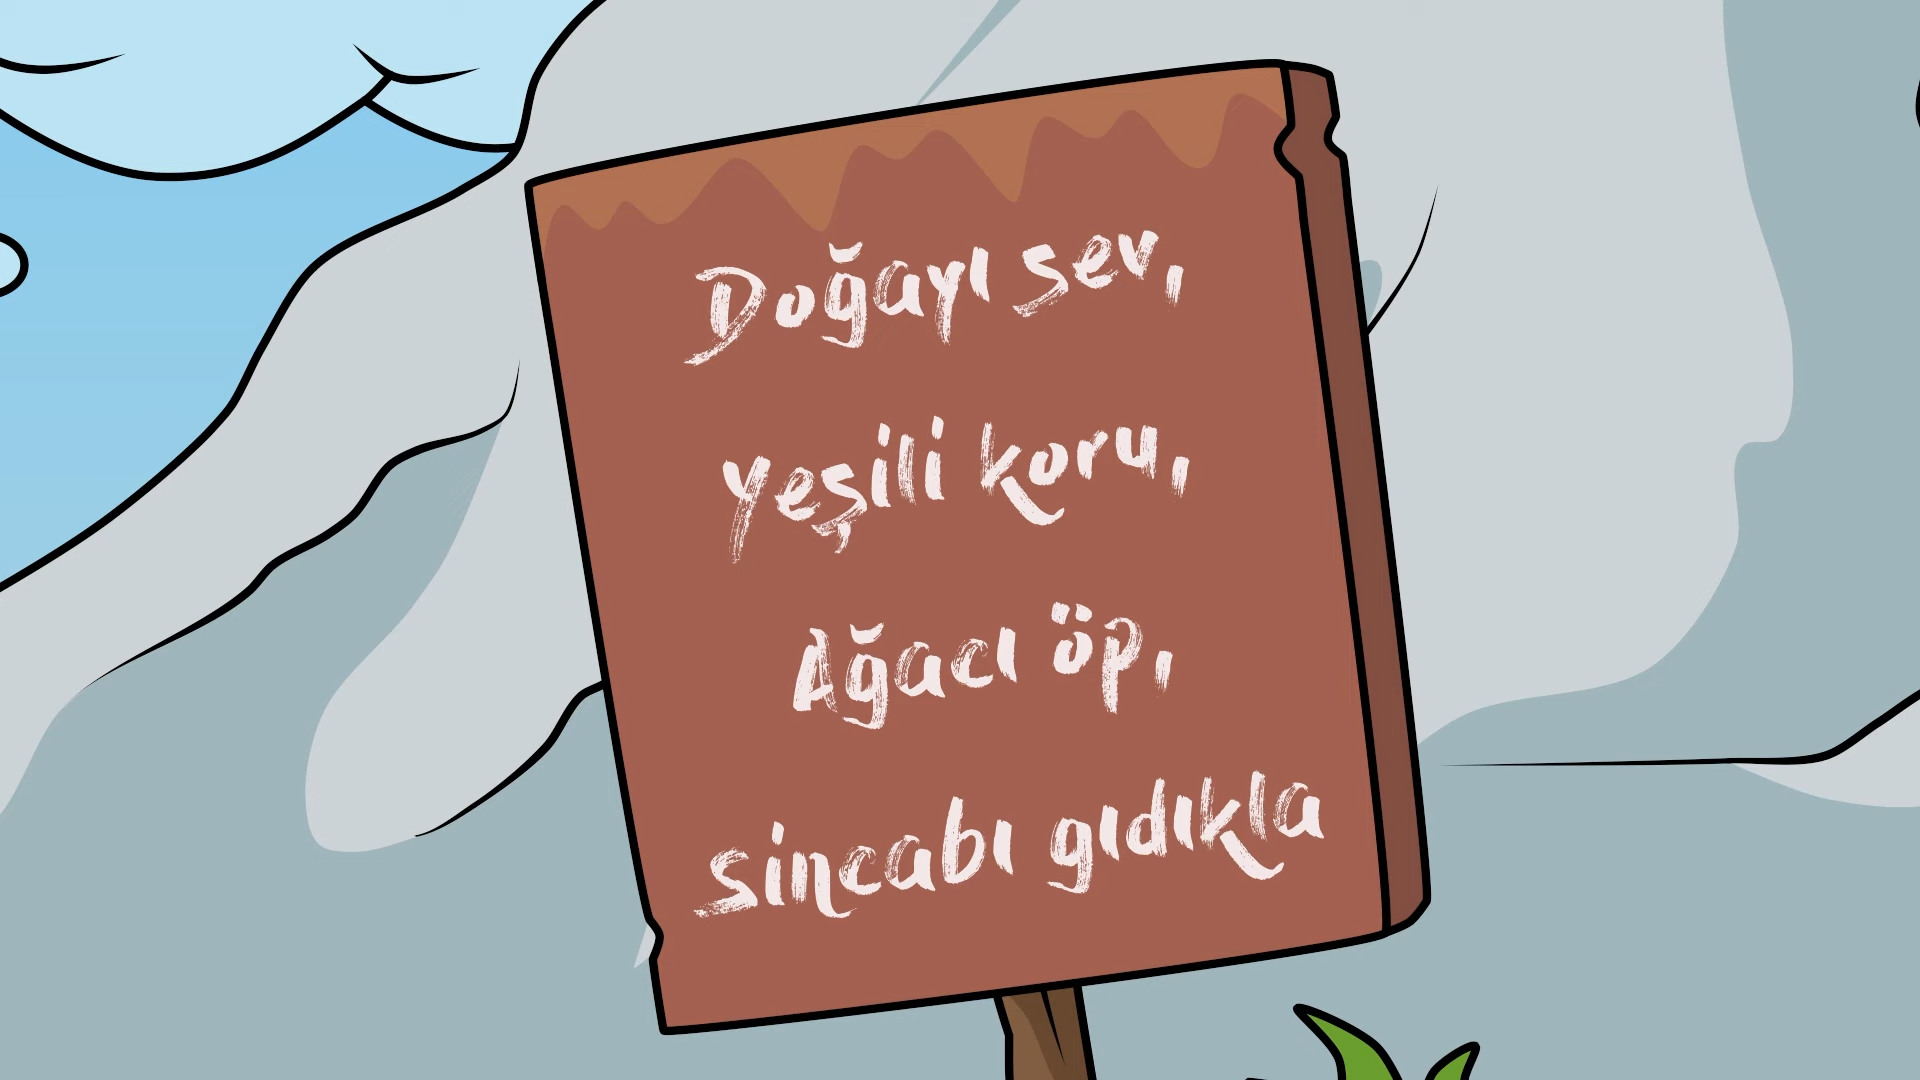 Doğayı sev,
Yeşili koru,
Ağacı öp,
sincabı gıdıkla